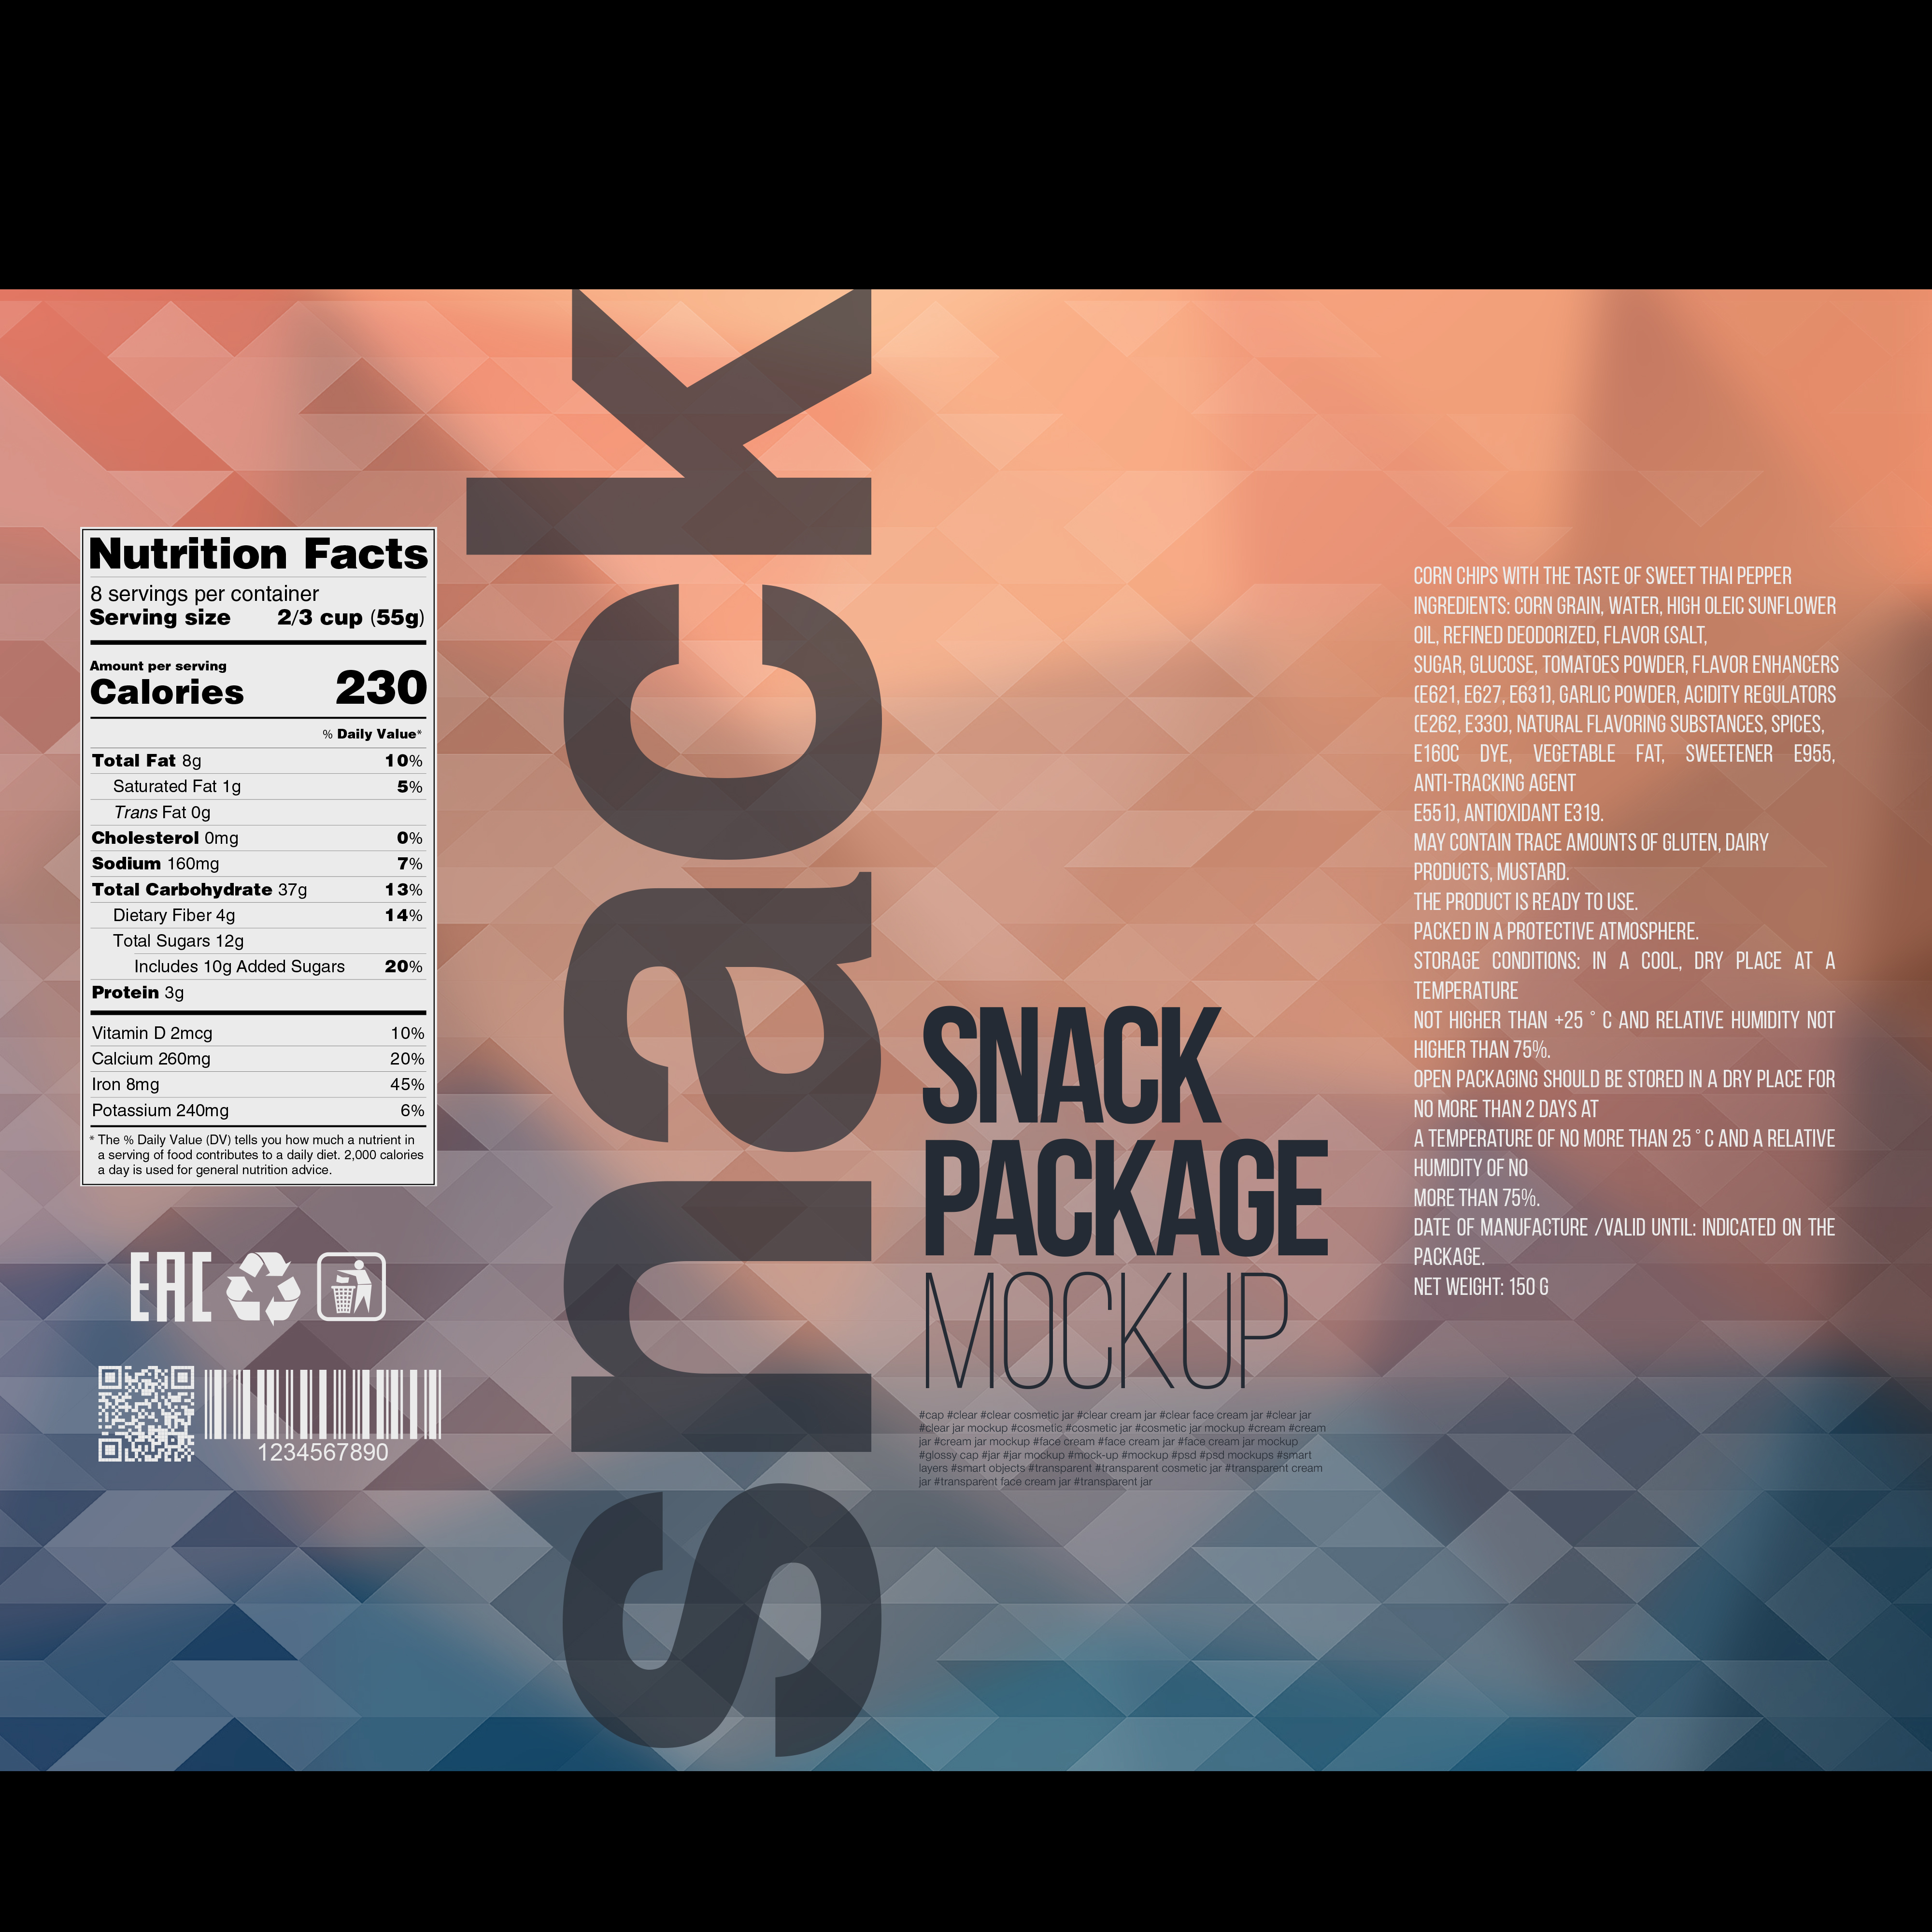 Nutrition Facts
8 servings per container
Serving size 2/3 cup (55g)
Amount per serving
Calories 230
% Daily Value*
Total Fat 8g 10%
Saturated Fat 1g 5%
Trans Fat 0g
Cholesterol 0mg 0%
Sodium 160mg 7%
Total Carbohydrate 37g 13%
Dietary Fiber 4g 14%
Total Sugars 12g
Includes 10g Added Sugars 20%
Protein 3g
Vitamin D 2mcg 10%
Calcium 260mg 20%
Iron 8mg 45%
Potassium 240mg 6%
* The % Daily Value (DV) tells you how much a nutrient in
a serving of food contributes to a daily diet. 2,000 calories
a day is used for general nutrition advice.
EAC
1234567890
snack
SNACK
PACKAGE
MOCKUP
#cap #clear #clear cosmetic jar #clear cream jar #clear face cream jar #clear jar
#clear jar mockup #cosmetic #cosmetic jar #cosmetic jar mockup #cream #cream
jar #cream jar mockup #face cream #face cream jar #face cream jar mockup
#glossy cap #jar #jar mockup #mock-up #mockup #psd #psd mockups #smart
layers #smart objects #transparent #transparent cosmetic jar #transparent cream
jar #transparent face cream jar #transparent jar
CORN CHIPS WITH THE TASTE OF SWEET THAI PEPPER
INGREDIENTS: CORN GRAIN, WATER, HIGH OLEIC SUNFLOWER
OIL, REFINED DEODORIZED, FLAVOR (SALT,
SUGAR, GLUCOSE, TOMATOES POWDER, FLAVOR ENHANCERS
(E621, E627, E631), GARLIC POWDER, ACIDITY REGULATORS
(E262, E330), NATURAL FLAVORING SUBSTANCES, SPICES,
E160C DYE, VEGETABLE FAT, SWEETENER E955,
ANTI-TRACKING AGENT
E551), ANTIOXIDANT E319.
MAY CONTAIN TRACE AMOUNTS OF GLUTEN, DAIRY
PRODUCTS, MUSTARD.
THE PRODUCT IS READY TO USE.
PACKED IN A PROTECTIVE ATMOSPHERE.
STORAGE CONDITIONS: IN A COOL, DRY PLACE AT A
TEMPERATURE
NOT HIGHER THAN +25 ° C AND RELATIVE HUMIDITY NOT
HIGHER THAN 75%.
OPEN PACKAGING SHOULD BE STORED IN A DRY PLACE FOR
NO MORE THAN 2 DAYS AT
A TEMPERATURE OF NO MORE THAN 25 ° C AND A RELATIVE
HUMIDITY OF NO
MORE THAN 75%.
DATE OF MANUFACTURE /VALID UNTIL: INDICATED ON THE
PACKAGE.
NET WEIGHT: 150 G